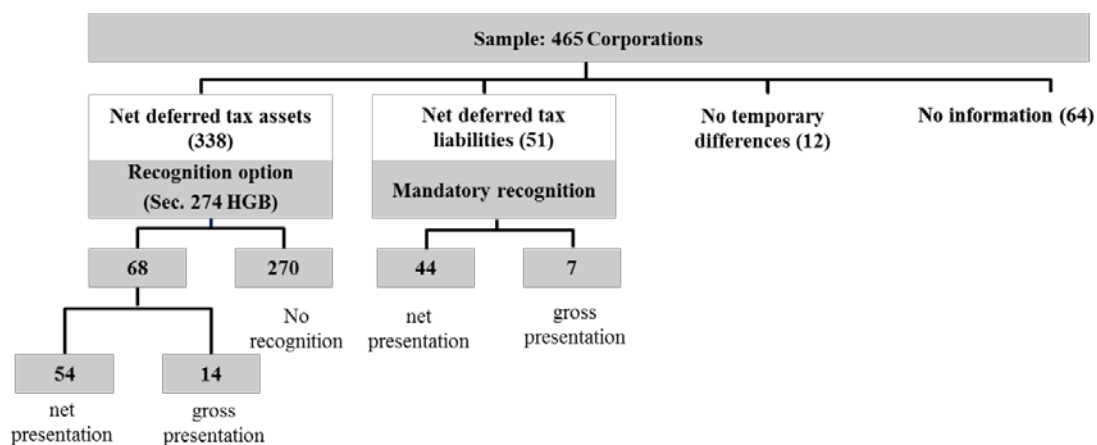 Sample: 465 Corporations
Net deferred tax assets
(338)
Recognition option
(Sec. 274 HGB)
Net deferred tax
liabilities (51)
Mandatory recognition
No temporary
differences (12)
No information (64)
68
270
44
7
No
recognition
net
presentation
gross
presentation
54
14
net
presentation
gross
presentation